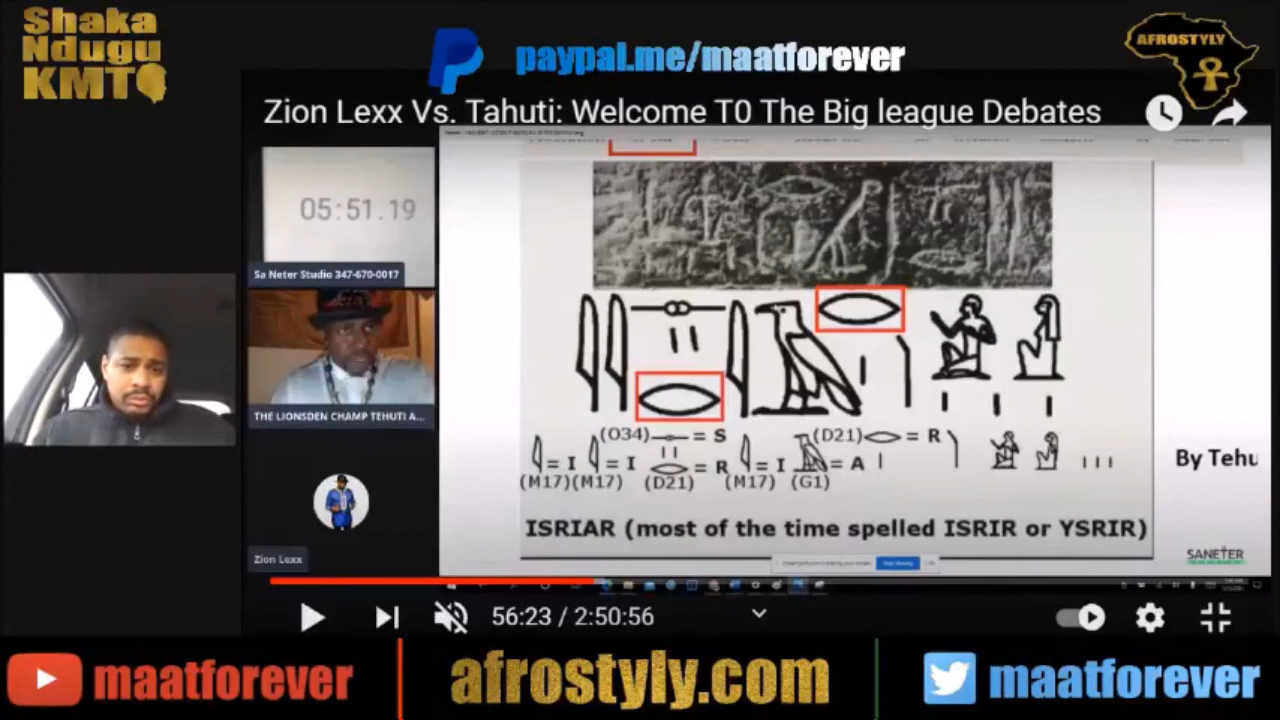 Shaka
Ndugu
KMT
paypal.me/maatforever
AFROSTYLY
Zion Lexx Vs. Tahuti: Welcome T0 The Big league Debates
05:51.19
Sa Neter Studio 347-670-0017
THE LIONSDEN CHAMP TEHUTI A...
Zion Lexx
(O34) = S
(D21) = R
= I = I = R = I = A
(M17)(M17) (D21) (M17) (G1)
By Tehu
ISRIAR (most of the time spelled ISRIR or YSRIR)
SANETER
56:23 / 2:50:56
maatforever
afrostyly.com
maatforever